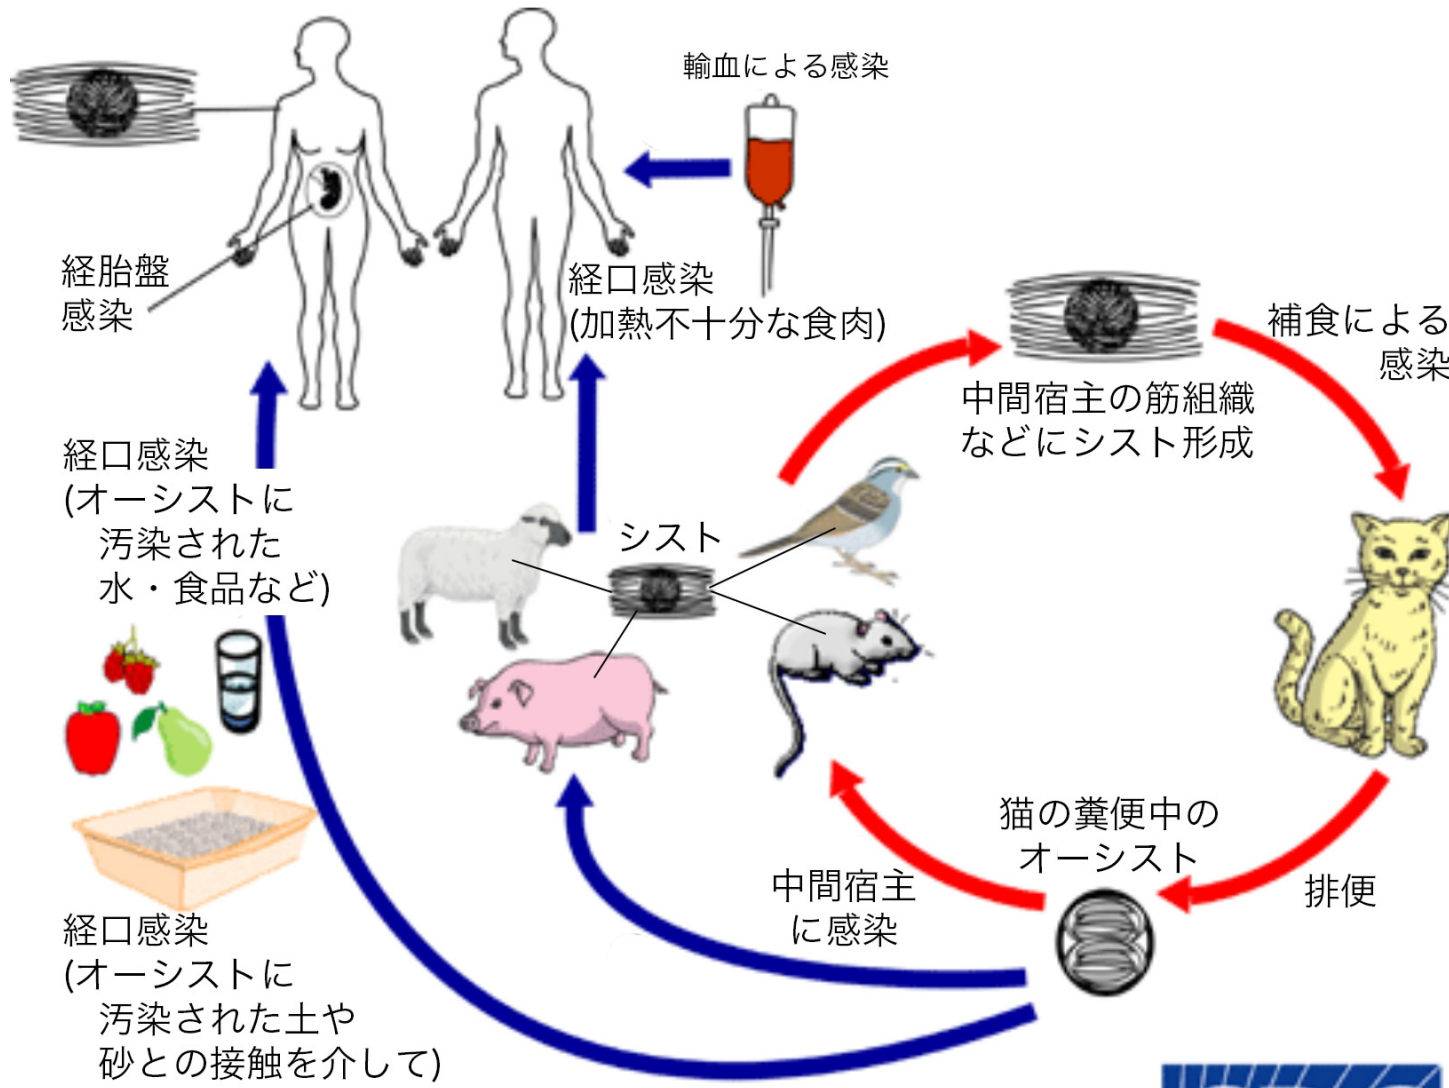 輸血による感染
経胎盤
感染
経口感染
(加熱不十分な食肉)
補食による
感染
中間宿主の筋組織
などにシスト形成
経口感染
(オーシストに
汚染された
水・食品など)
シスト
猫の糞便中の
オーシスト
排便
中間宿主
に感染
経口感染
(オーシストに
汚染された土や
砂との接触を介して)